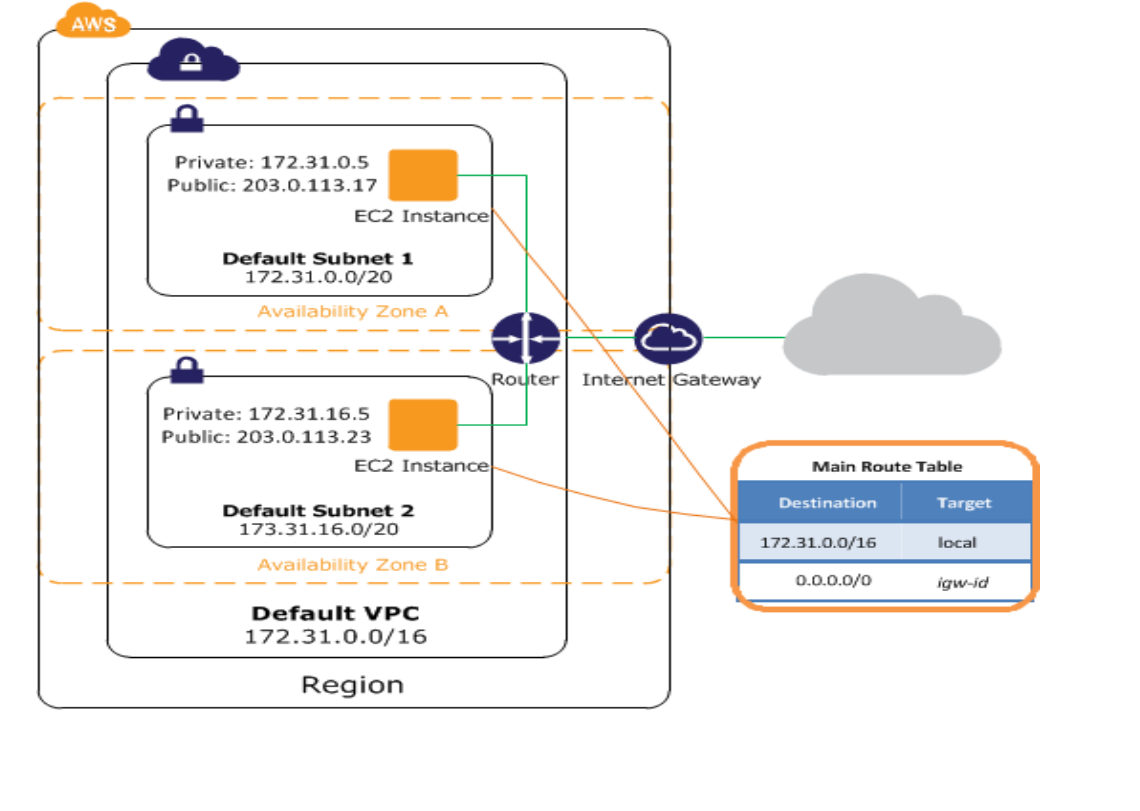 AWS
Private: 172.31.0.5
Public: 203.0.113.17
EC2 Instance
Default Subnet 1
172.31.0.0/20
Availability Zone A
Router
Internet Gateway
Private: 172.31.16.5
Public: 203.0.113.23
EC2 Instance
Default Subnet 2
173.31.16.0/20
Availability Zone B
Default VPC
172.31.0.0/16
Region
Main Route Table
Destination Target
172.31.0.0/16 local
0.0.0.0/0 igw-id